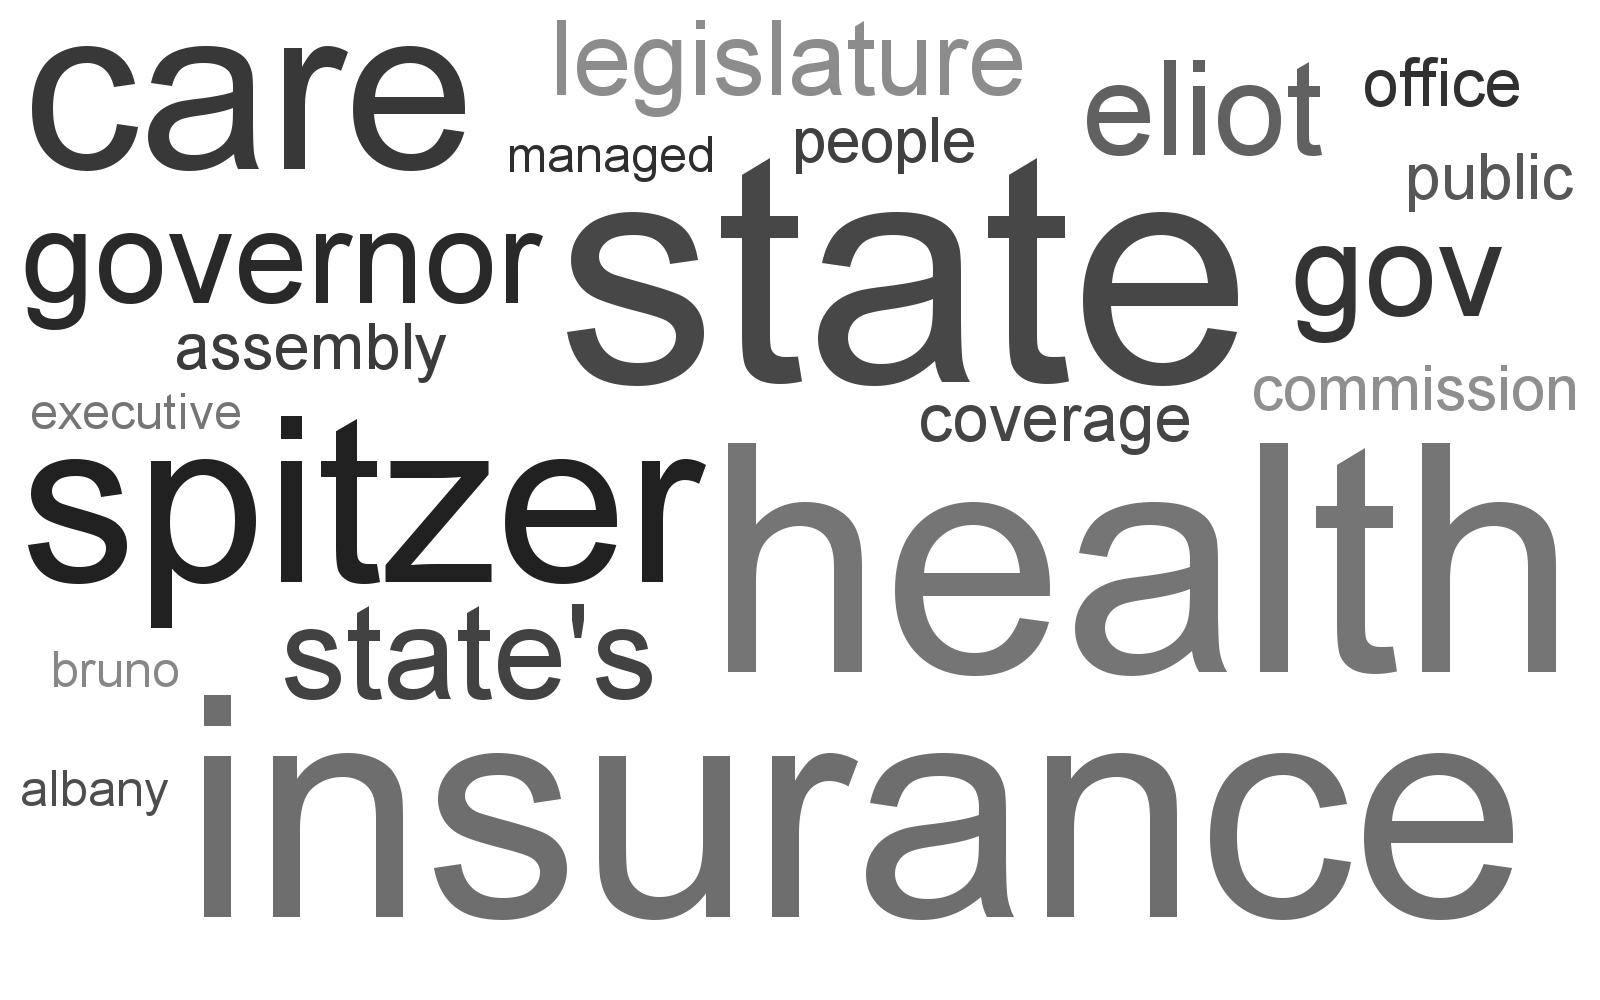 care
legislature
eliot
office
managed
people
public
governor
state
gov
assembly
executive
coverage
commission
spitzer
health
state's
bruno
albany
insurance